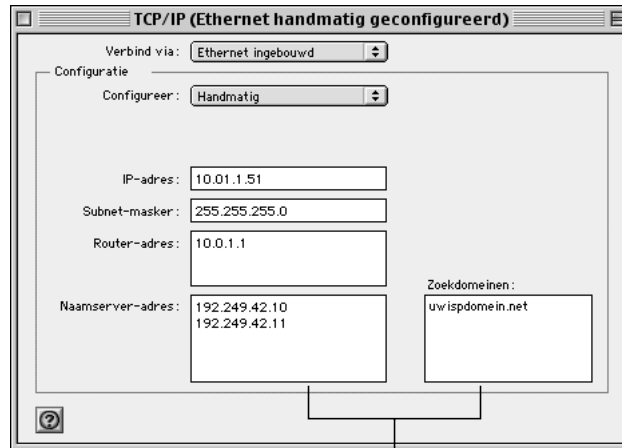 TCP/IP (Ethernet handmatig geconfigureerd)
Verbind via: Ethernet ingebouwd
Configuratie
Configureer: Handmatig
IP-adres: 10.01.1.51
Subnet-masker: 255.255.255.0
Router-adres: 10.0.1.1
Zoekdomeinen:
Naamserver-adres: 192.249.42.10 uwispdomein.net
192.249.42.11
?